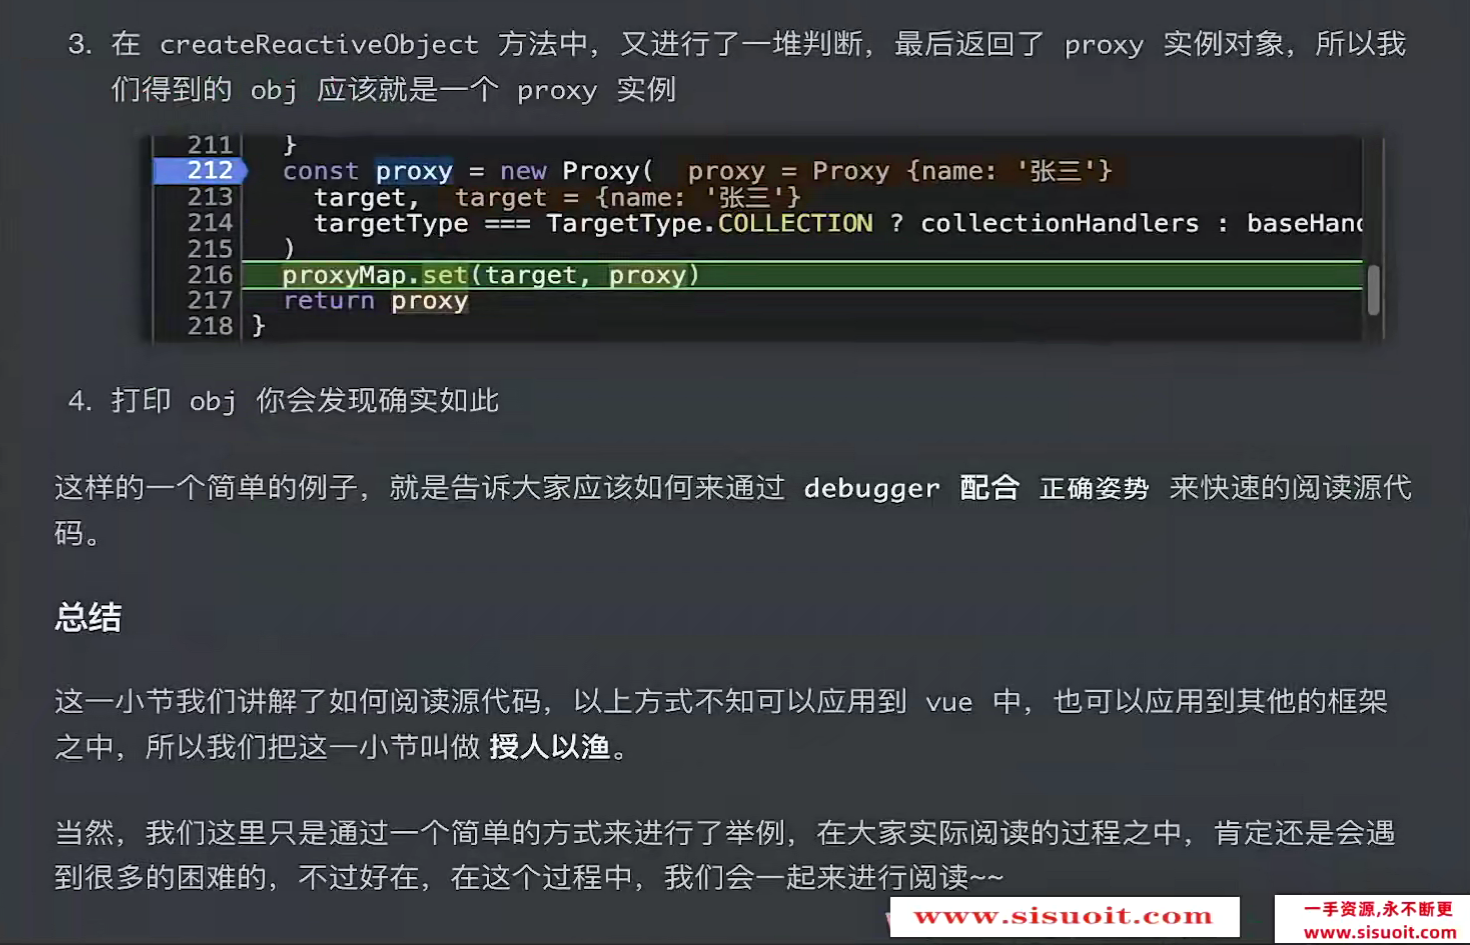 3. 在 createReactiveObject 方法中，又进行了一堆判断，最后返回了 proxy 实例对象，所以我
们得到的 obj 应该就是一个 proxy 实例
211 }
212 const proxy = new Proxy( proxy = Proxy {name: '张三'}
213 target, target = {name: '张三'}
214 targetType === TargetType.COLLECTION ? collectionHandlers : baseHand
215 )
216 proxyMap.set(target, proxy)
217 return proxy
218 }
4. 打印 obj 你会发现确实如此
这样的一个简单的例子，就是告诉大家应该如何来通过 debugger 配合 正确姿势 来快速的阅读源代
码。
总结
这一小节我们讲解了如何阅读源代码，以上方式不知可以应用到 vue 中，也可以应用到其他的框架
之中，所以我们把这一小节叫做 授人以渔。
当然，我们这里只是通过一个简单的方式来进行了举例，在大家实际阅读的过程之中，肯定还是会遇
到很多的困难的，不过好在，在这个过程中，我们会一起来进行阅读~~
www.sisuoit.com
一手资源,永不断更
www.sisuoit.com